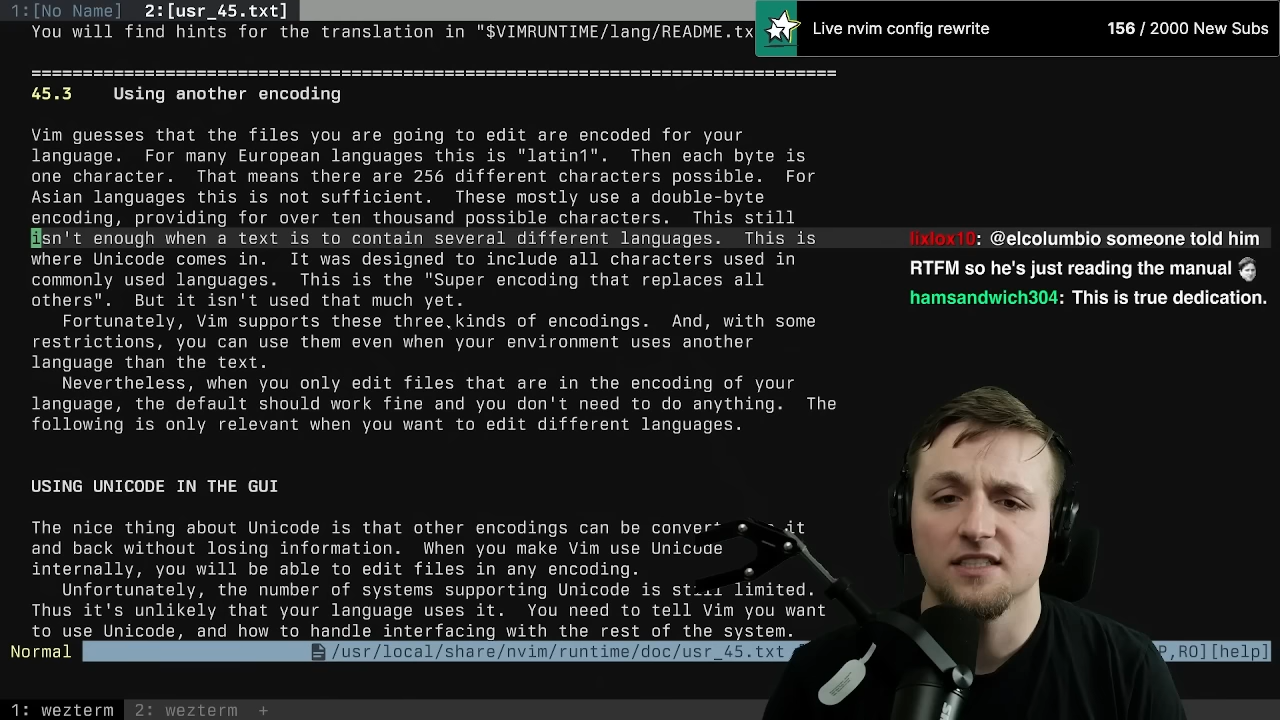 1:[No Name]  2:[usr_45.txt]
You will find hints for the translation in "$VIMRUNTIME/lang/README.tx
Live nvim config rewrite
156 / 2000 New Subs
================================================================================
45.3    Using another encoding
Vim guesses that the files you are going to edit are encoded for your
language.  For many European languages this is "latin1".  Then each byte is
one character.  That means there are 256 different characters possible.  For
Asian languages this is not sufficient.  These mostly use a double-byte
encoding, providing for over ten thousand possible characters.  This still
isn't enough when a text is to contain several different languages.  This is
where Unicode comes in.  It was designed to include all characters used in
commonly used languages.  This is the "Super encoding that replaces all
others".  But it isn't used that much yet.
Fortunately, Vim supports these three kinds of encodings.  And, with some
restrictions, you can use them even when your environment uses another
language than the text.
Nevertheless, when you only edit files that are in the encoding of your
language, the default should work fine and you don't need to do anything.  The
following is only relevant when you want to edit different languages.
USING UNICODE IN THE GUI
The nice thing about Unicode is that other encodings can be convert it
and back without losing information.  When you make Vim use Unicode
internally, you will be able to edit files in any encoding.
Unfortunately, the number of systems supporting Unicode is still limited.
Thus it's unlikely that your language uses it.  You need to tell Vim you want
to use Unicode, and how to handle interfacing with the rest of the system.
lixlox10: @elcolumbio someone told him
RTFM so he's just reading the manual
hamsandwich304: This is true dedication.
Normal /usr/local/share/nvim/runtime/doc/usr_45.txt P,RO][help]
1: wezterm  2: wezterm  +